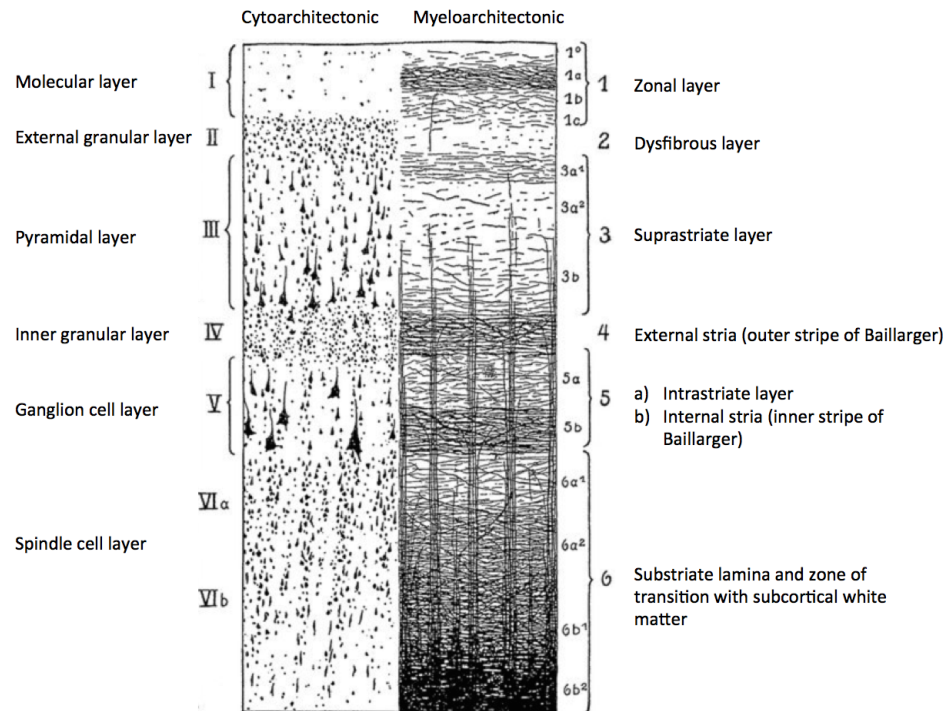 Cytoarchitectonic Myeloarchitectonic
Molecular layer I 1° 1a 1b 1c 1 Zonal layer
External granular layer II 2 Dysfibrous layer
Pyramidal layer III 3a¹ 3a² 3b 3 Suprastriate layer
Inner granular layer IV 4 External stria (outer stripe of Baillarger)
Ganglion cell layer V 5a 5b 5
a) Intrastriate layer
b) Internal stria (inner stripe of
Baillarger)
Spindle cell layer VIa VIb 6a¹ 6a² 6b¹ 6b² 6
Substriate lamina and zone of
transition with subcortical white
matter